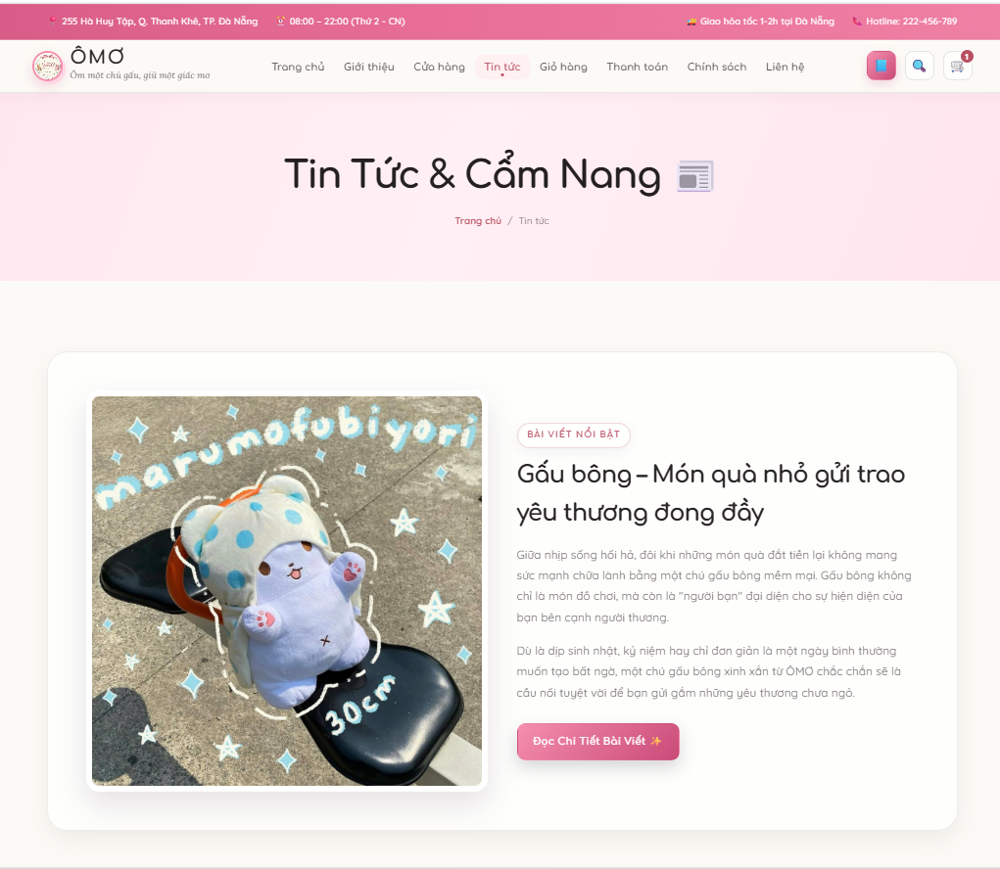 255 Hà Huy Tập, Q. Thanh Khê, TP. Đà Nẵng
08:00 – 22:00 (Thứ 2 - CN)
Giao hỏa tốc 1-2h tại Đà Nẵng
Hotline: 222-456-789
ÔMƠ
Ôm một chú gấu, giữ một giấc mơ
Trang chủ
Giới thiệu
Cửa hàng
Tin tức
Giỏ hàng
Thanh toán
Chính sách
Liên hệ
1
Tin Tức & Cẩm Nang
Trang chủ / Tin tức
marumofubiyori
30cm
BÀI VIẾT NỔI BẬT
Gấu bông – Món quà nhỏ gửi trao
yêu thương đong đầy
Giữa nhịp sống hối hả, đôi khi những món quà đắt tiền lại không mang
sức mạnh chữa lành bằng một chú gấu bông mềm mại. Gấu bông không
chỉ là món đồ chơi, mà còn là "người bạn" đại diện cho sự hiện diện của
bạn bên cạnh người thương.
Dù là dịp sinh nhật, kỷ niệm hay chỉ đơn giản là một ngày bình thường
muốn tạo bất ngờ, một chú gấu bông xinh xắn từ ÔMƠ chắc chắn sẽ là
cầu nối tuyệt vời để bạn gửi gắm những yêu thương chưa ngỏ.
Đọc Chi Tiết Bài Viết